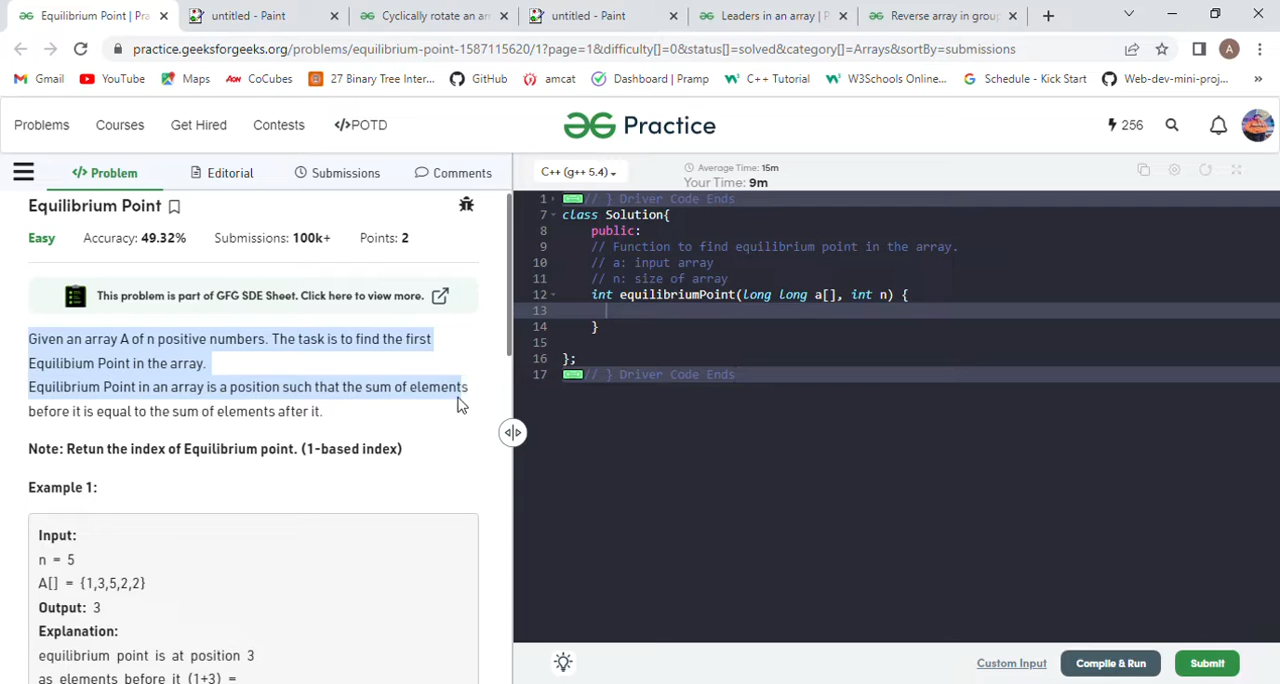 Equilibrium Point | Pra
untitled - Paint
Cyclically rotate an arr
untitled - Paint
Leaders in an array | P
Reverse array in group
practice.geeksforgeeks.org/problems/equilibrium-point-1587115620/1?page=1&difficulty[]=0&status[]=solved&category[]=Arrays&sortBy=submissions
A
Gmail
YouTube
Maps
CoCubes
27 Binary Tree Inter...
GitHub
amcat
Dashboard | Pramp
C++ Tutorial
W3Schools Online...
Schedule - Kick Start
Web-dev-mini-proj...
»
Problems
Courses
Get Hired
Contests
</>POTD
Practice
256
</> Problem
Editorial
Submissions
Comments
C++ (g++ 5.4)
Average Time: 15m
Your Time: 9m
Equilibrium Point
Easy
Accuracy: 49.32%
Submissions: 100k+
Points: 2
This problem is part of GFG SDE Sheet. Click here to view more.
Given an array A of n positive numbers. The task is to find the first
Equilibium Point in the array.
Equilibrium Point in an array is a position such that the sum of elements
before it is equal to the sum of elements after it.
Note: Retun the index of Equilibrium point. (1-based index)
Example 1:
Input:
n = 5
A[] = {1,3,5,2,2}
Output: 3
Explanation:
equilibrium point is at position 3
as elements before it (1+3) =
1 // } Driver Code Ends
7 class Solution{
8 public:
9 // Function to find equilibrium point in the array.
10 // a: input array
11 // n: size of array
12 int equilibriumPoint(long long a[], int n) {
13
14 }
15
16 };
17 // } Driver Code Ends
Custom Input
Compile & Run
Submit